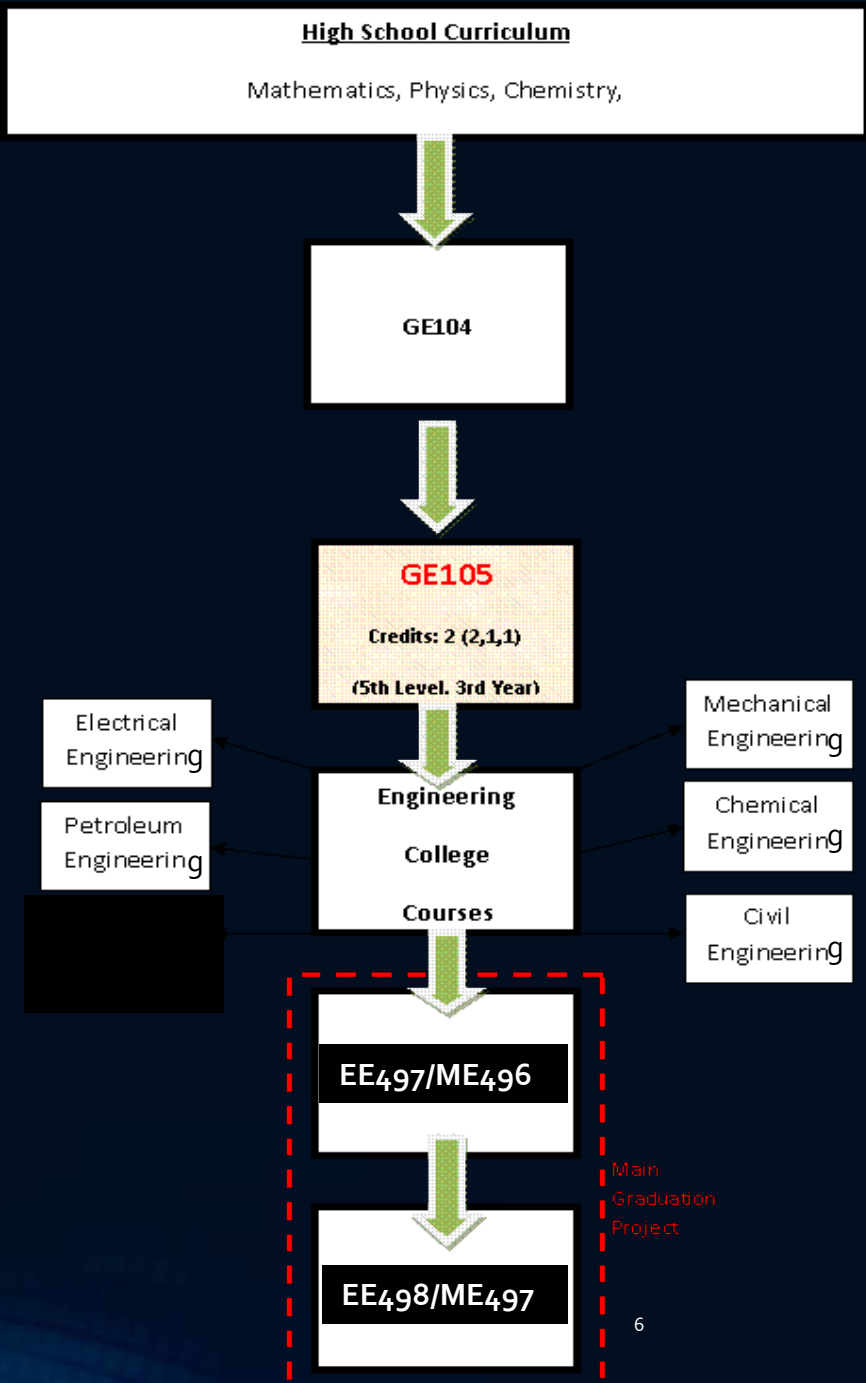 High School Curriculum
Mathematics, Physics, Chemistry,
GE104
GE105
Credits: 2 (2,1,1)
(5th Level. 3rd Year)
Electrical
Engineering
Mechanical
Engineering
Engineering
College
Courses
Petroleum
Engineering
Chemical
Engineering
Civil
Engineering
EE497/ME496
Main
Graduation
Project
EE498/ME497
6